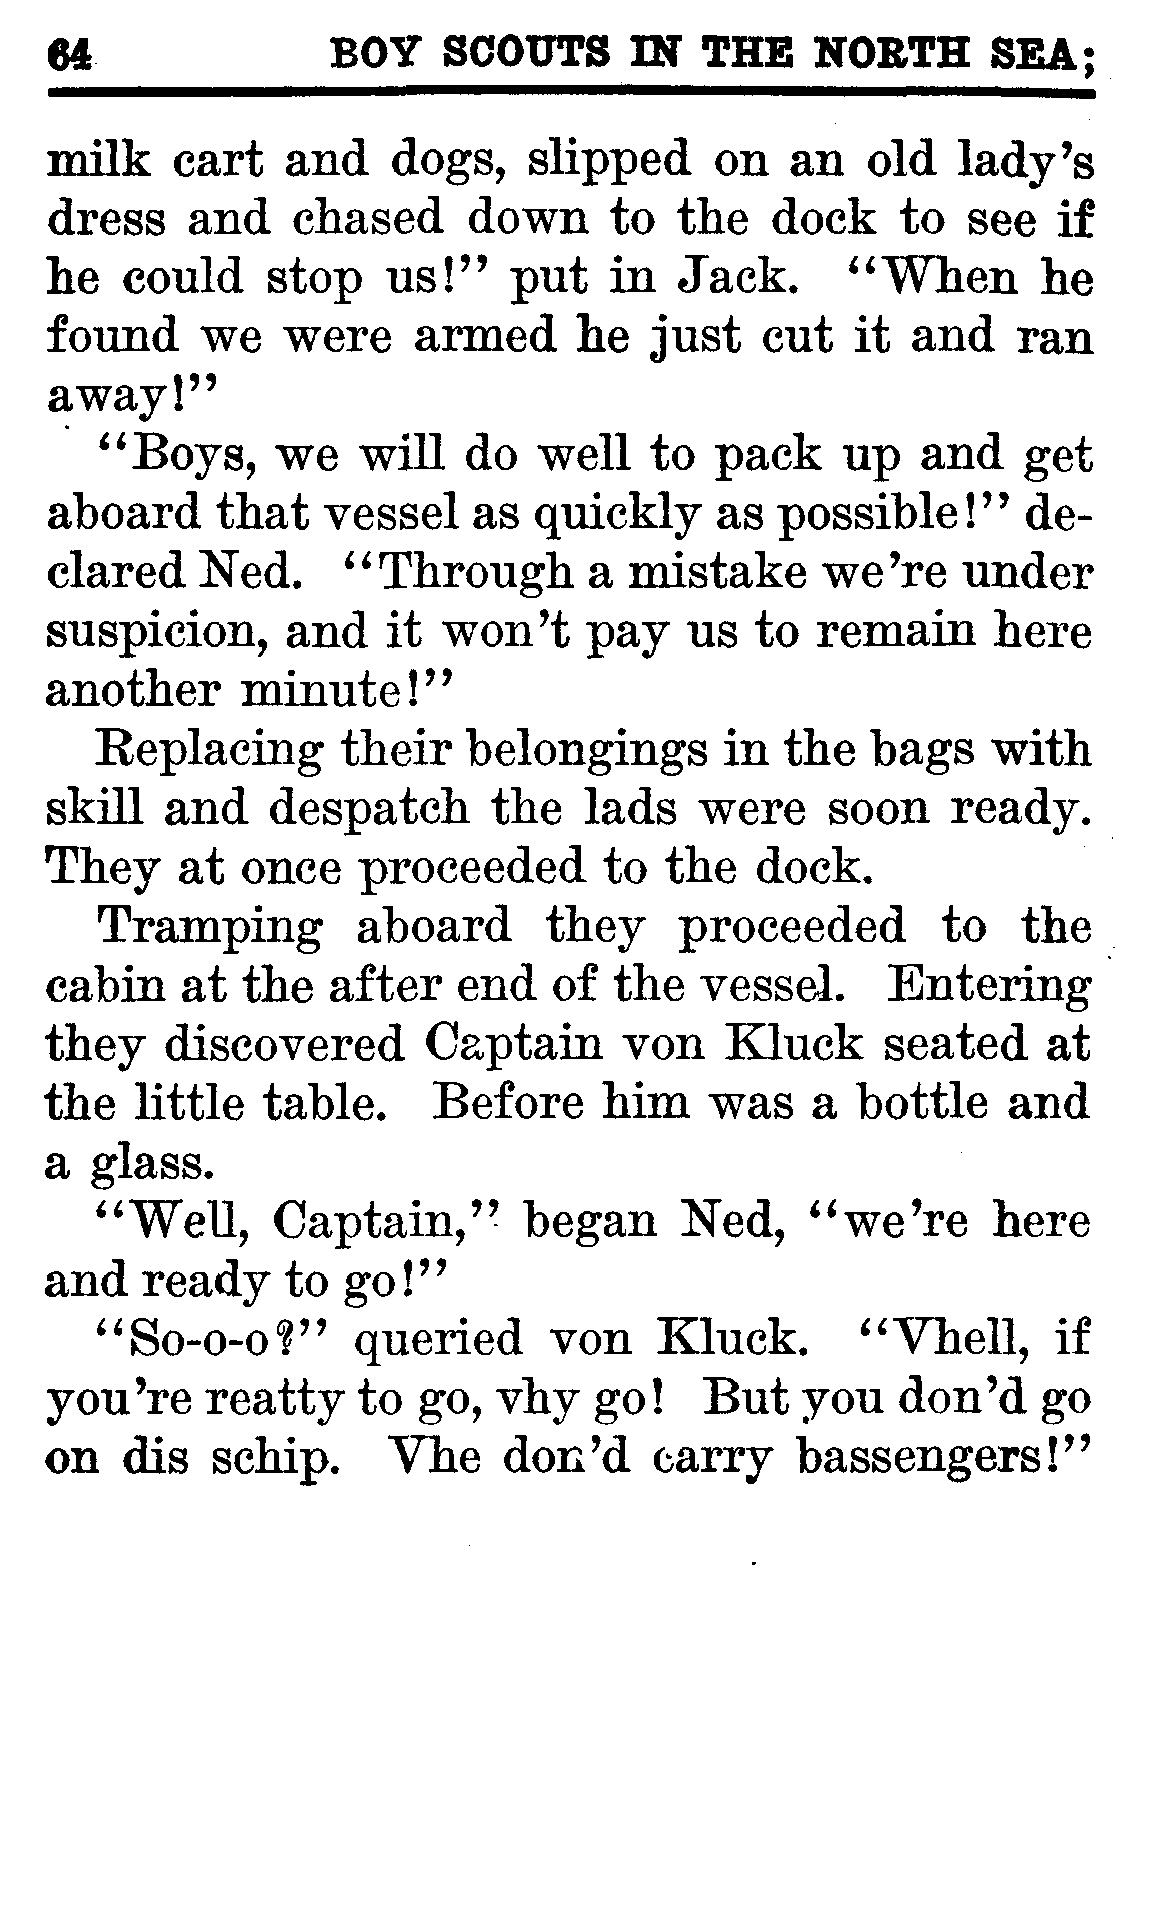 64 BOY SCOUTS IN THE NORTH SEA;
milk cart and dogs, slipped on an old lady's
dress and chased down to the dock to see if
he could stop us!" put in Jack. "When he
found we were armed he just cut it and ran
away!"
"Boys, we will do well to pack up and get
aboard that vessel as quickly as possible!" de-
clared Ned. "Through a mistake we're under
suspicion, and it won't pay us to remain here
another minute!"
Replacing their belongings in the bags with
skill and despatch the lads were soon ready.
They at once proceeded to the dock.
Tramping aboard they proceeded to the
cabin at the after end of the vessel. Entering
they discovered Captain von Kluck seated at
the little table. Before him was a bottle and
a glass.
"Well, Captain," began Ned, "we're here
and ready to go!"
"So-o-o?" queried von Kluck. "Vhell, if
you're reatty to go, vhy go! But you don'd go
on dis schip. Vhe don'd carry bassengers!"